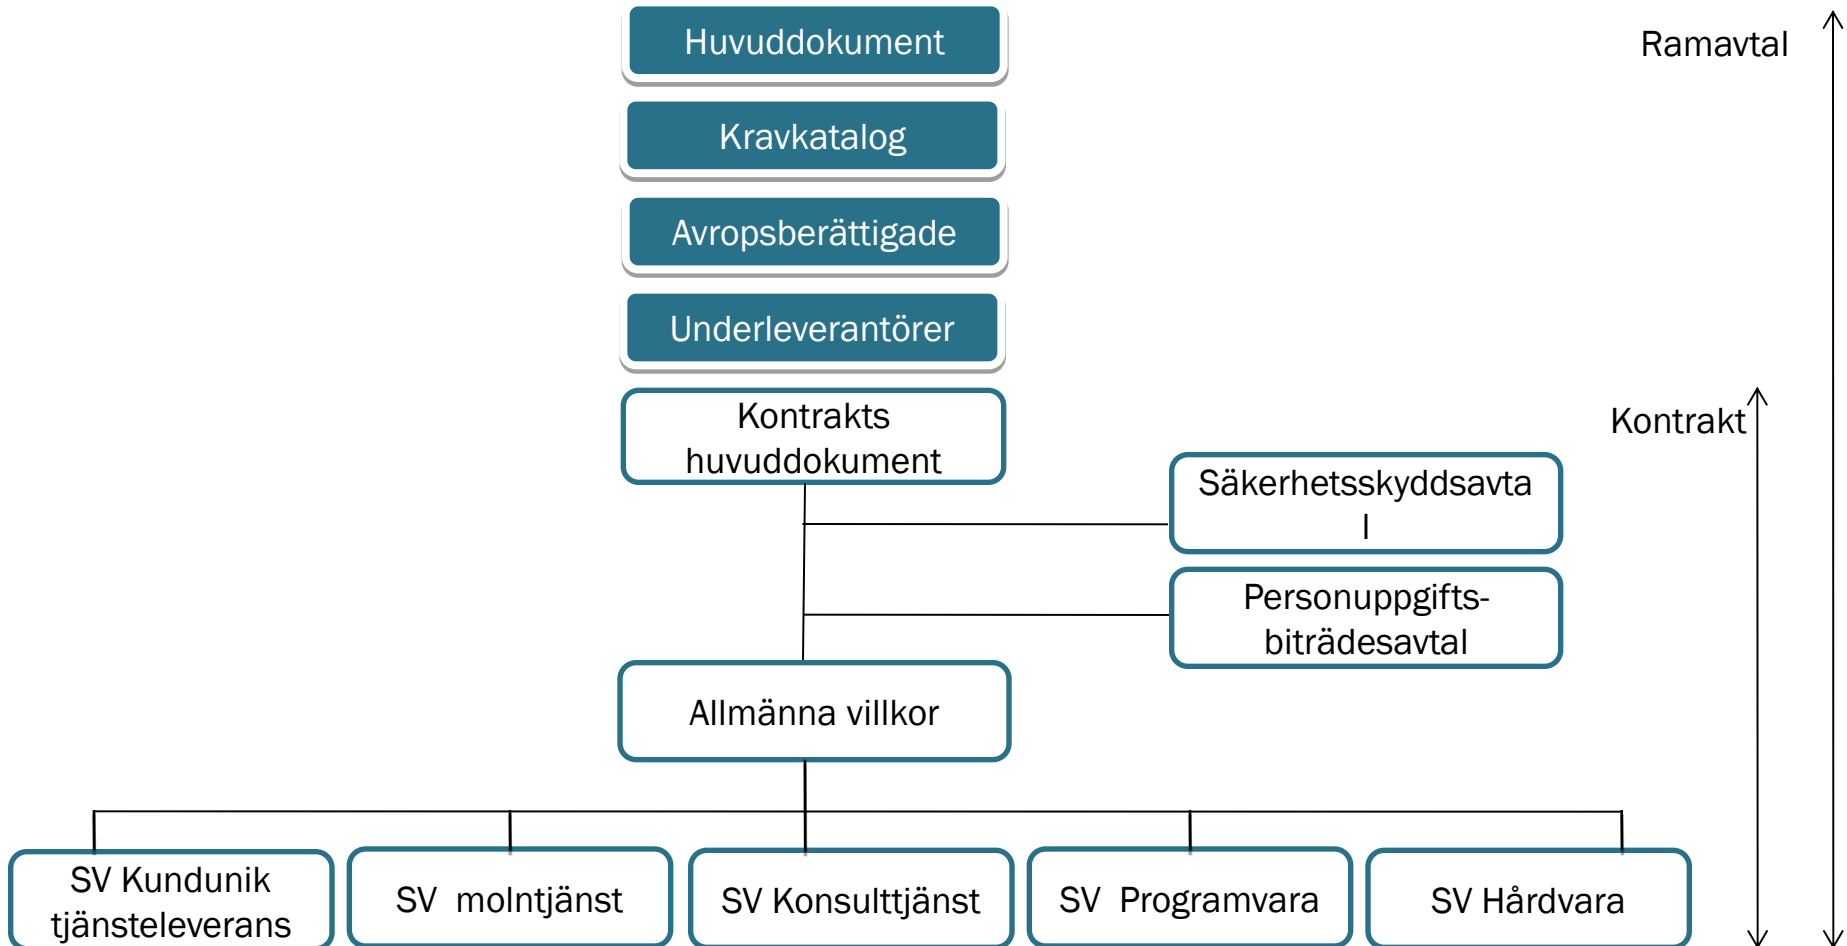 Huvuddokument
Ramavtal
Kravkatalog
Avropsberättigade
Underleverantörer
Kontrakts
huvuddokument
Kontrakt
Säkerhetsskyddsavta
l
Personuppgifts-
biträdesavtal
Allmänna villkor
SV Kundunik
tjänsteleverans
SV molntjänst
SV Konsulttjänst
SV Programvara
SV Hårdvara